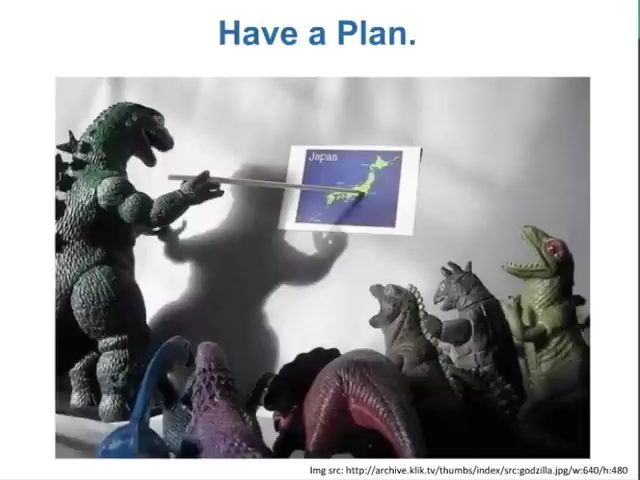 Have a Plan.
Japan
Img src: http://archive.klik.tv/thumbs/index/src:godzilla.jpg/w:640/h:480